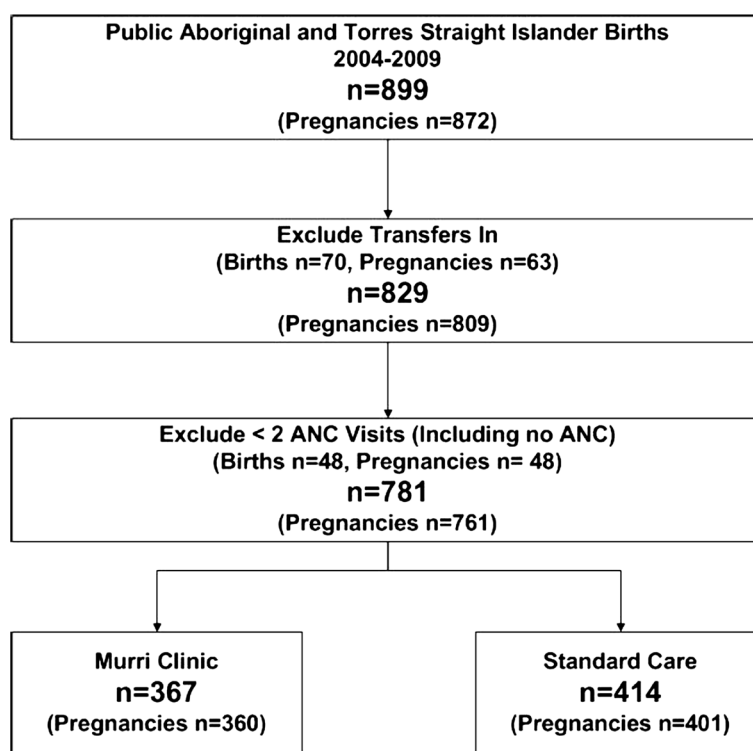 Public Aboriginal and Torres Straight Islander Births
2004-2009
n=899
(Pregnancies n=872)
Exclude Transfers In
(Births n=70, Pregnancies n=63)
n=829
(Pregnancies n=809)
Exclude < 2 ANC Visits (Including no ANC)
(Births n=48, Pregnancies n= 48)
n=781
(Pregnancies n=761)
Murri Clinic
n=367
(Pregnancies n=360)
Standard Care
n=414
(Pregnancies n=401)